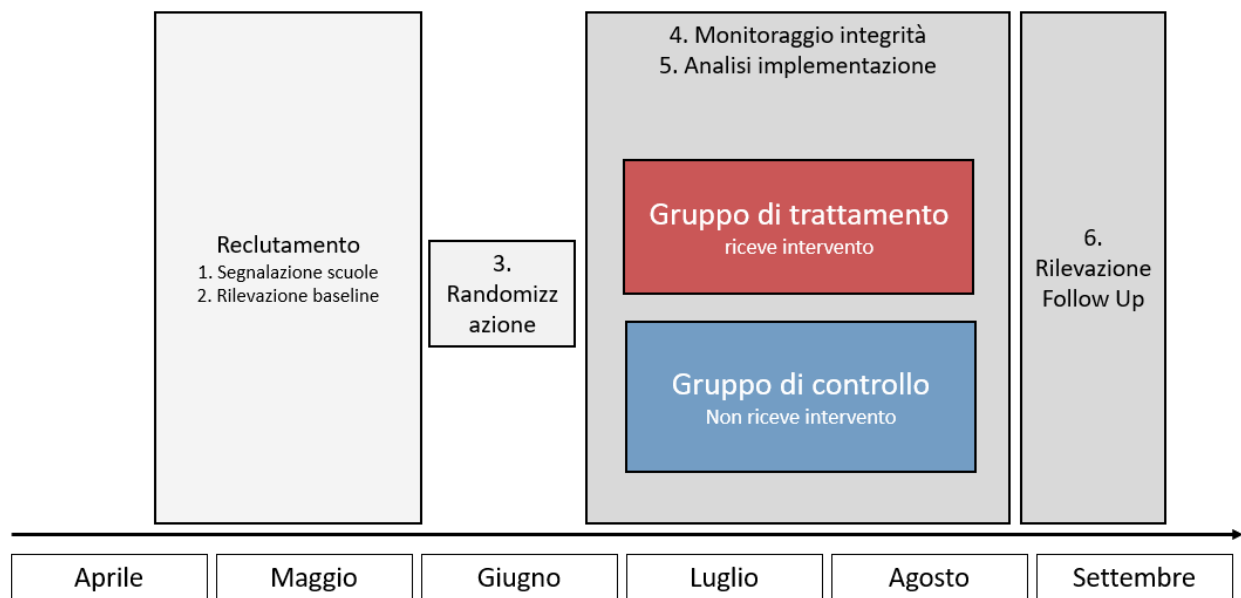 Reclutamento
1. Segnalazione scuole
2. Rilevazione baseline
3.
Randomizz
azione
4. Monitoraggio integrità
5. Analisi implementazione
Gruppo di trattamento
riceve intervento
Gruppo di controllo
Non riceve intervento
6.
Rilevazione
Follow Up
Aprile
Maggio
Giugno
Luglio
Agosto
Settembre